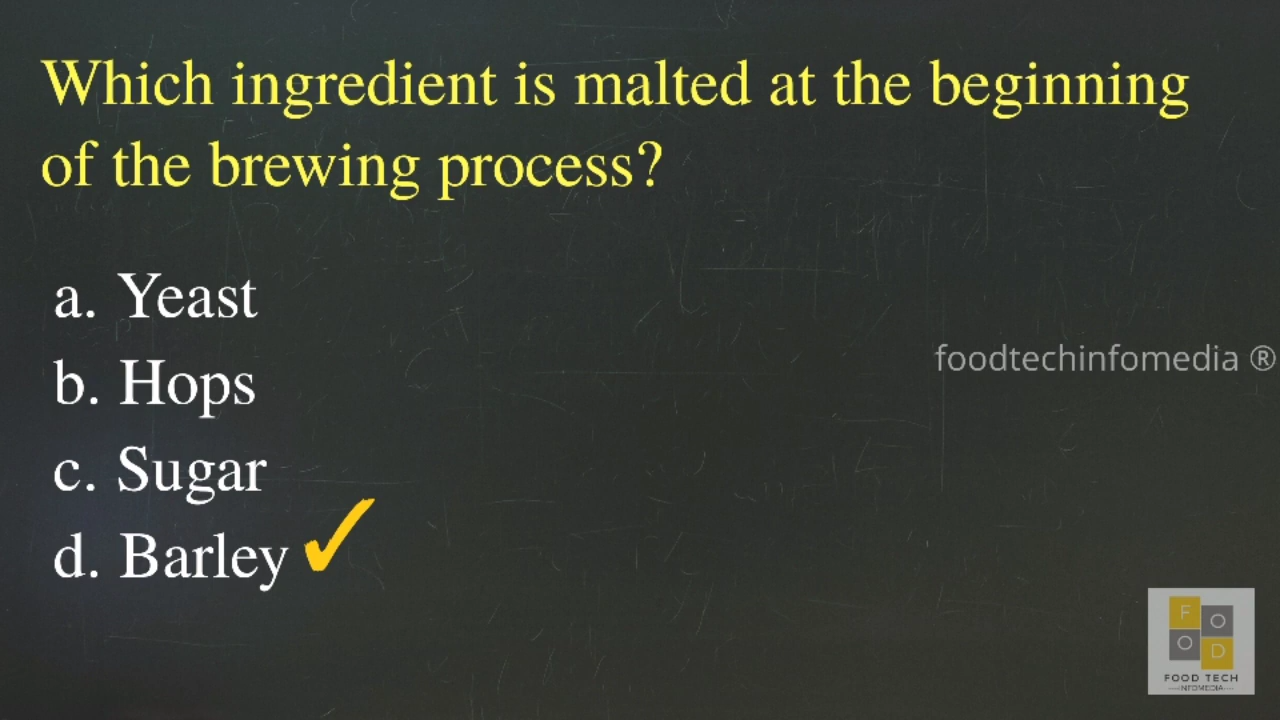 Which ingredient is malted at the beginning
of the brewing process?
a. Yeast
b. Hops
foodtechinfomedia ®
c. Sugar
d. Barley ✓
F O
O D
FOOD TECH
INFOMEDIA